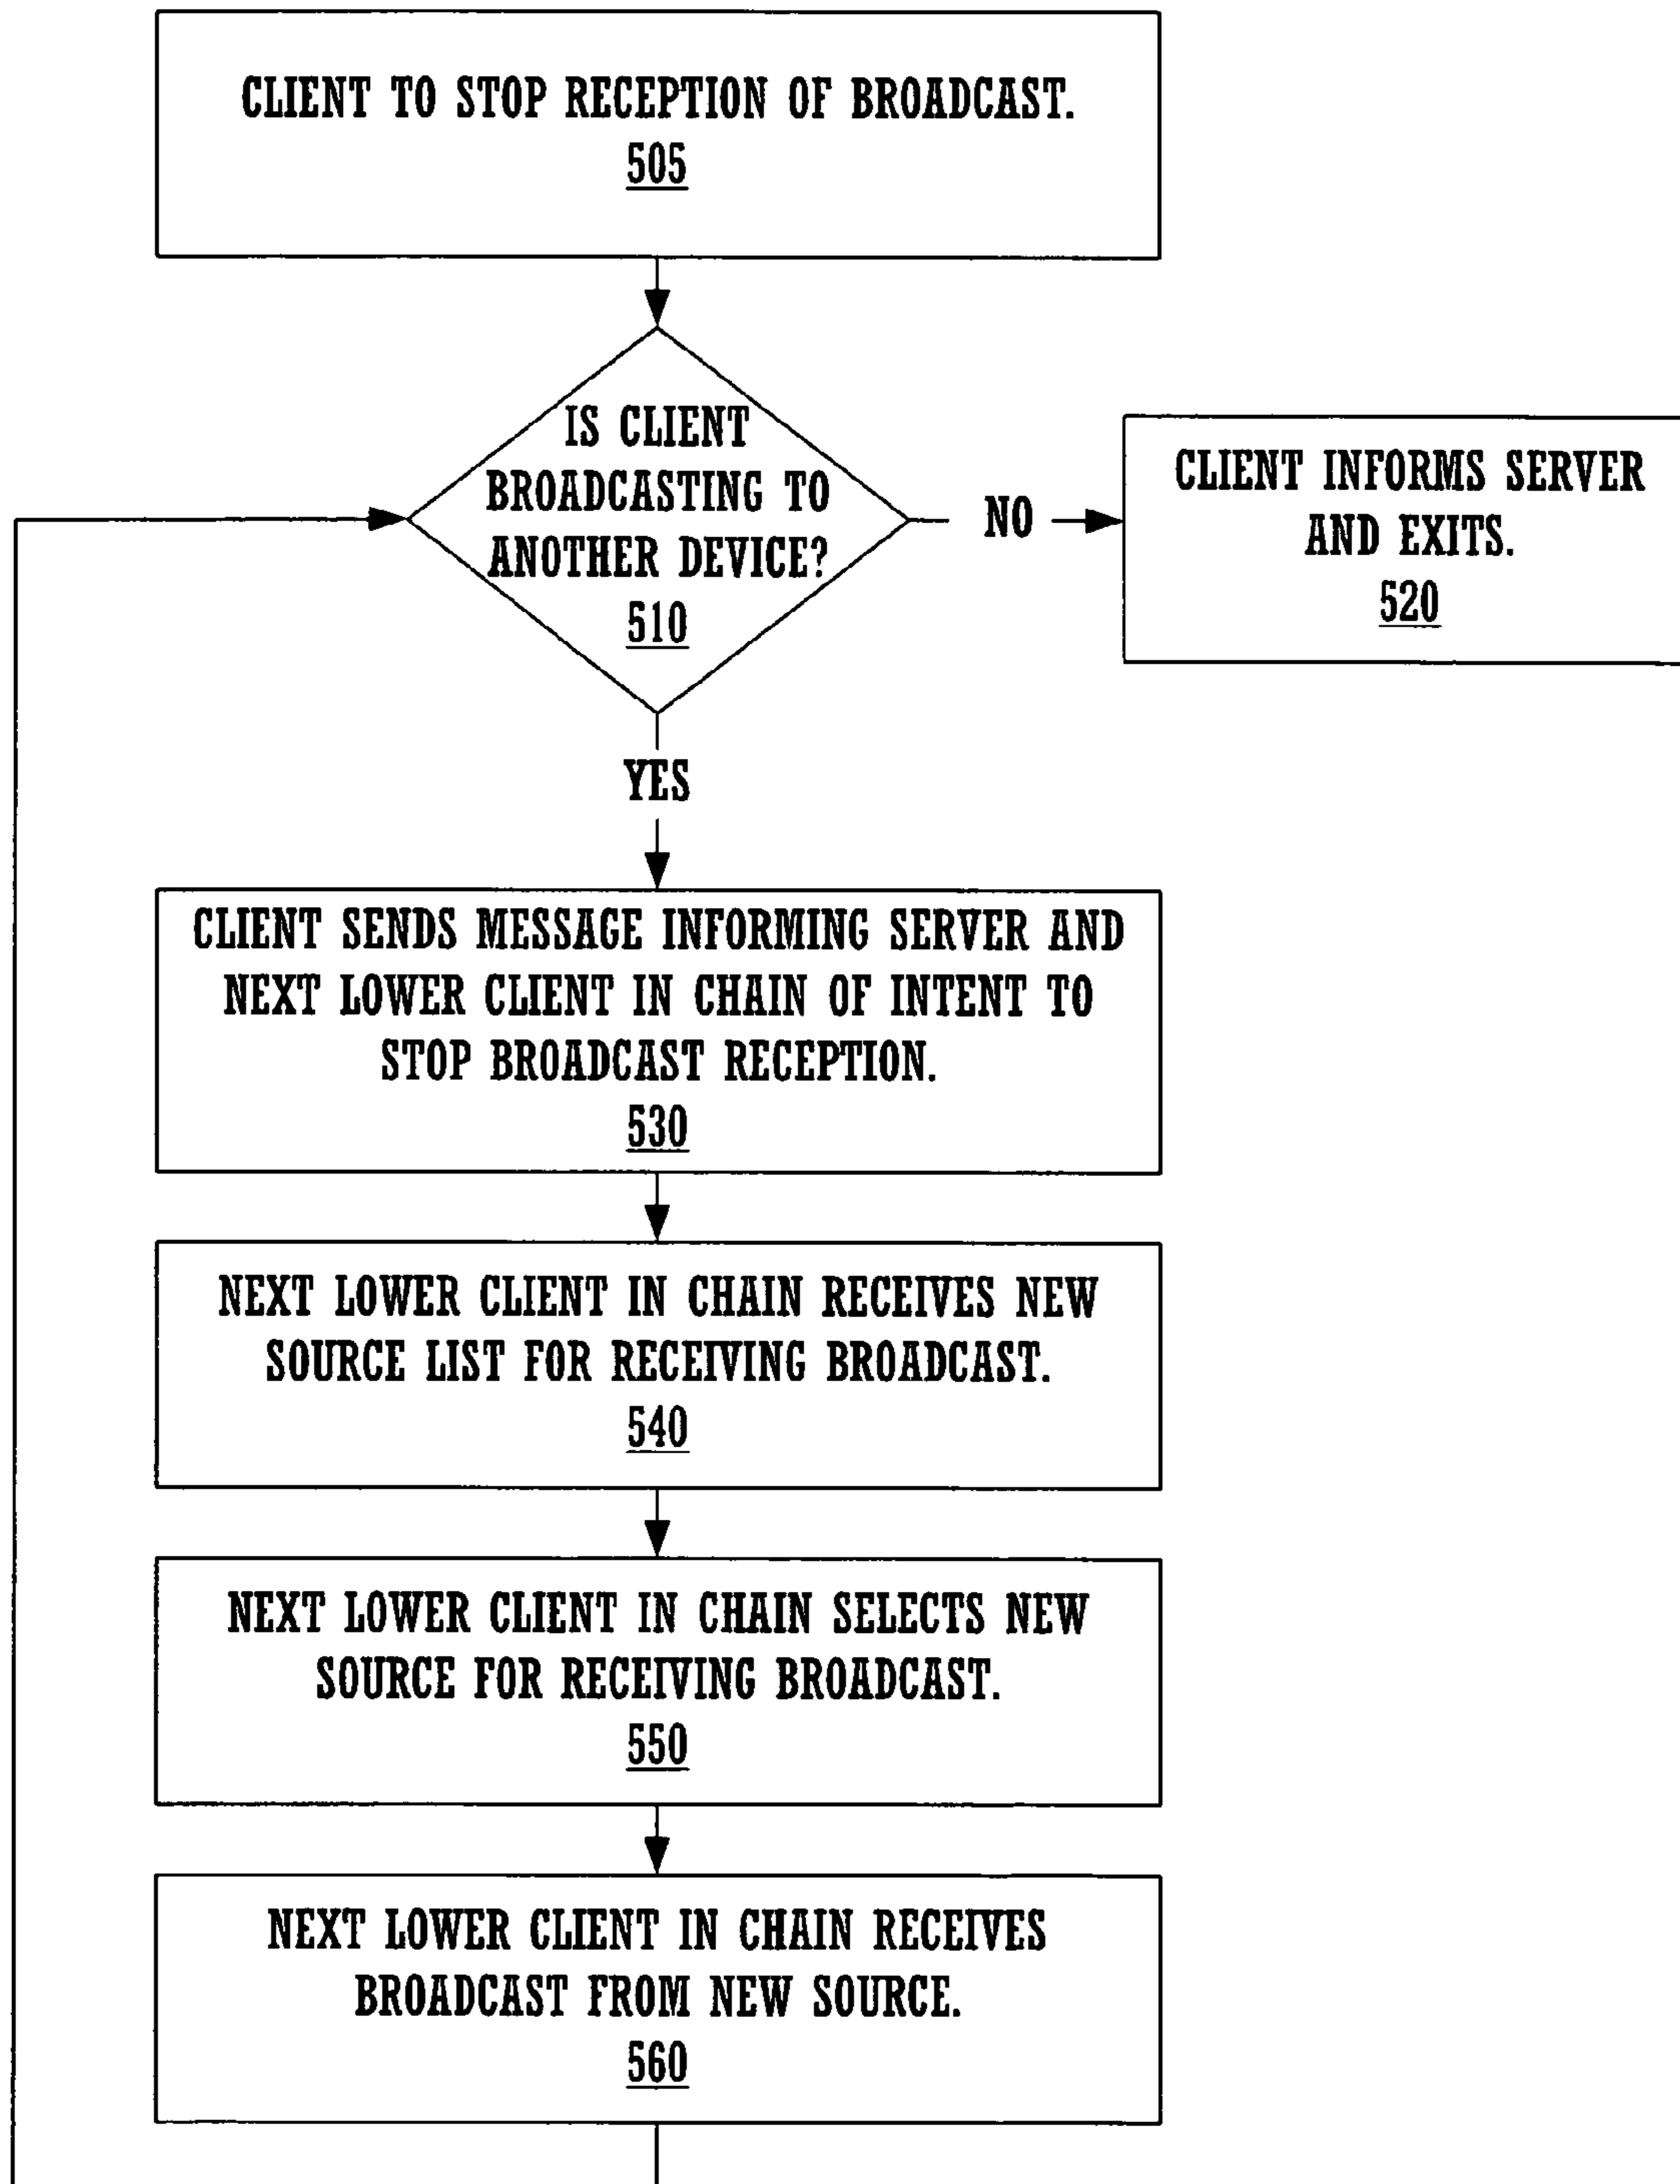 CLIENT TO STOP RECEPTION OF BROADCAST.
505
IS CLIENT
BROADCASTING TO
ANOTHER DEVICE?
510
NO
CLIENT INFORMS SERVER
AND EXITS.
520
YES
CLIENT SENDS MESSAGE INFORMING SERVER AND
NEXT LOWER CLIENT IN CHAIN OF INTENT TO
STOP BROADCAST RECEPTION.
530
NEXT LOWER CLIENT IN CHAIN RECEIVES NEW
SOURCE LIST FOR RECEIVING BROADCAST.
540
NEXT LOWER CLIENT IN CHAIN SELECTS NEW
SOURCE FOR RECEIVING BROADCAST.
550
NEXT LOWER CLIENT IN CHAIN RECEIVES
BROADCAST FROM NEW SOURCE.
560